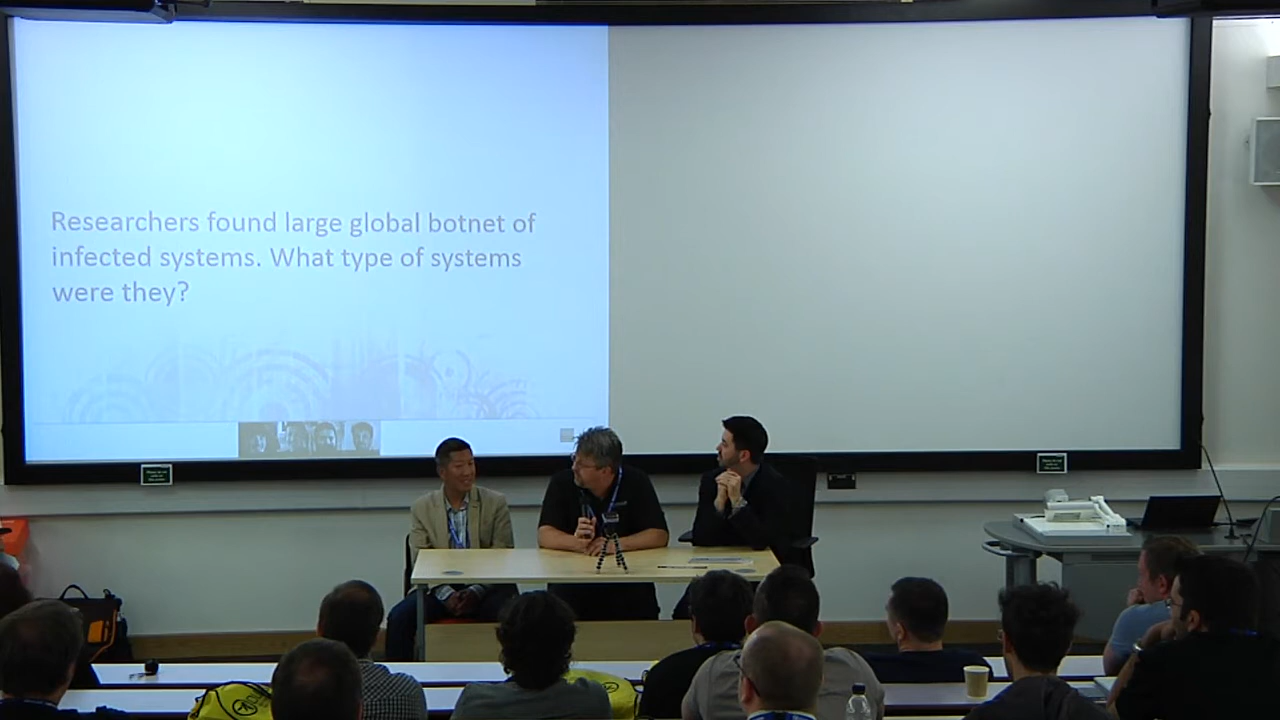 Researchers found large global botnet of
infected systems. What type of systems
were they?